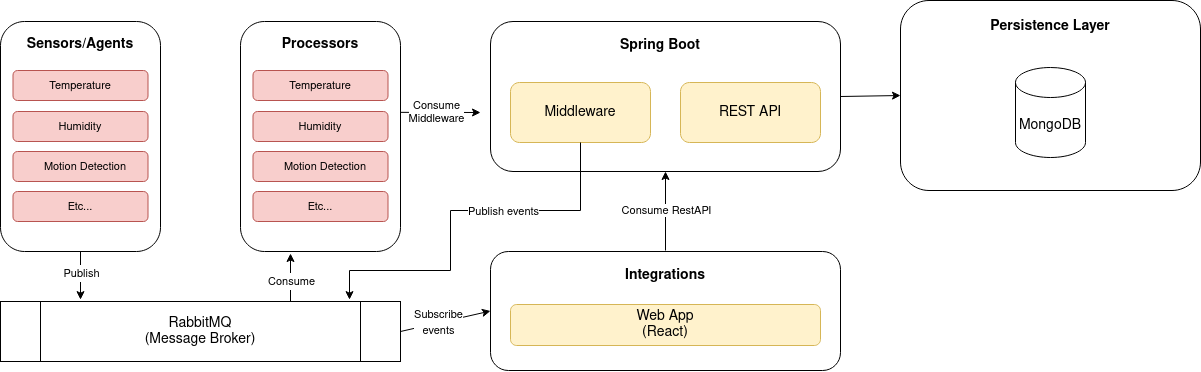 Sensors/Agents
Temperature
Humidity
Motion Detection
Etc...
Processors
Temperature
Humidity
Motion Detection
Etc...
Consume
Middleware
Spring Boot
Middleware
REST API
Persistence Layer
MongoDB
Publish
Consume
Publish events
Consume RestAPI
RabbitMQ
(Message Broker)
Subscribe
events
Integrations
Web App
(React)